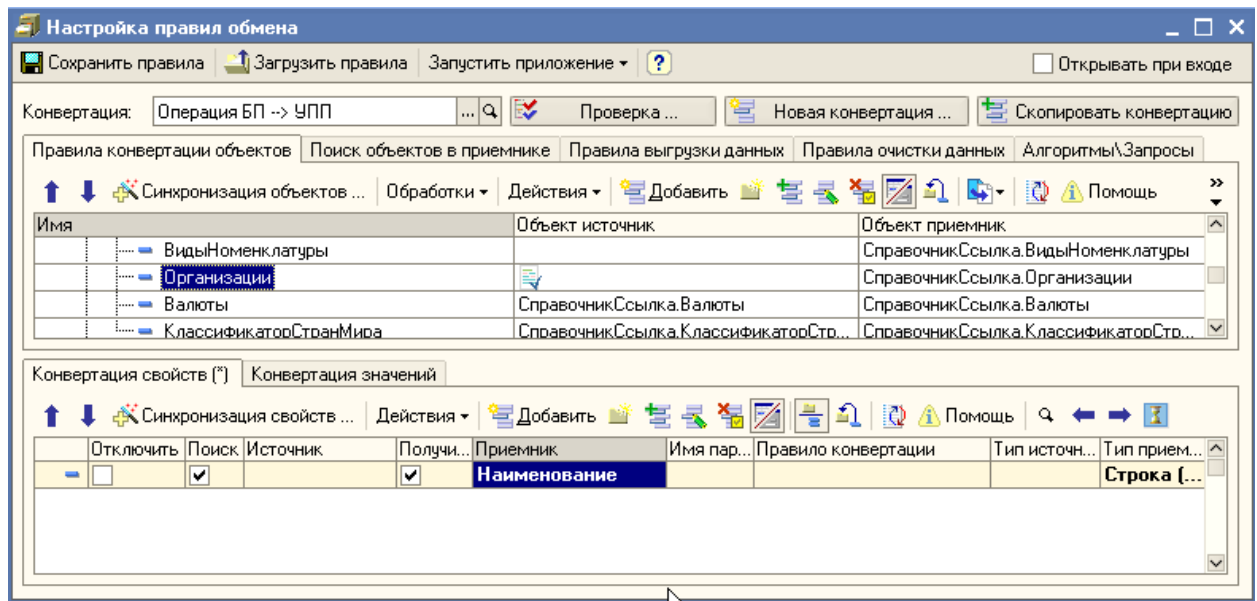 Настройка правил обмена
Сохранить правила Загрузить правила Запустить приложение ? Открывать при входе
Конвертация: Операция БП --> УПП ... Проверка ... Новая конвертация ... Скопировать конвертацию
Правила конвертации объектов Поиск объектов в приемнике Правила выгрузки данных Правила очистки данных Алгоритмы\Запросы
Синхронизация объектов ... Обработки Действия Добавить Помощь
Имя Объект источник Объект приемник
ВидыНоменклатуры СправочникСсылка.ВидыНоменклатуры
Организации СправочникСсылка.Организации
Валюты СправочникСсылка.Валюты СправочникСсылка.Валюты
КлассификаторСтранМира СправочникСсылка.КлассификаторСтр... СправочникСсылка.КлассификаторСтр...
Конвертация свойств (*) Конвертация значений
Синхронизация свойств ... Действия Добавить Помощь
Отключить Поиск Источник Получи... Приемник Имя пар... Правило конвертации Тип источн... Тип прием...
Наименование Строка (...